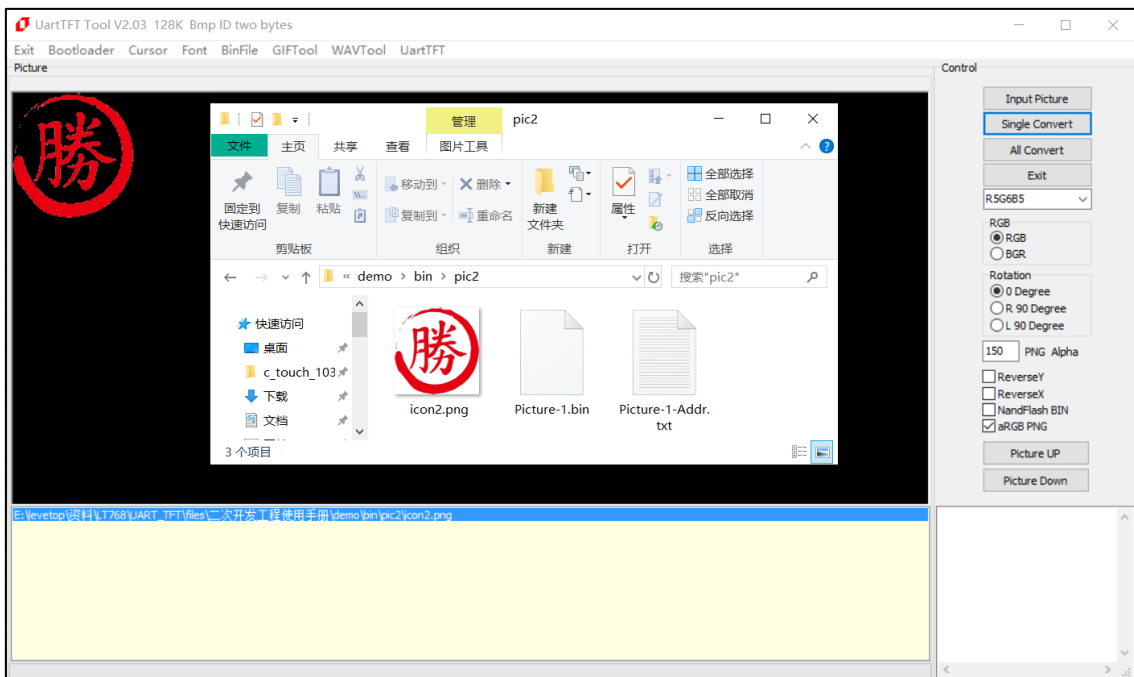 UartTFT Tool V2.03 128K Bmp ID two bytes
Exit Bootloader Cursor Font BinFile GIFTool WAVTool UartTFT
Picture
勝
管理 pic2
文件 主页 共享 查看 图片工具
固定到快速访问
复制
粘贴
剪贴板
移动到
复制到
删除
重命名
组织
新建文件夹
新建
属性
打开
全部选择
全部取消
反向选择
选择
« demo › bin › pic2
搜索"pic2"
快速访问
桌面
c_touch_103
下载
文档
勝
icon2.png
Picture-1.bin
Picture-1-Addr.
txt
3 个项目
E:\levetop\资料\LT768\UART_TFT\files\二次开发工程使用手册\demo\bin\pic2\icon2.png
Control
Input Picture
Single Convert
All Convert
Exit
R5G6B5
RGB
RGB
BGR
Rotation
0 Degree
R 90 Degree
L 90 Degree
150 PNG Alpha
ReverseY
ReverseX
NandFlash BIN
aRGB PNG
Picture UP
Picture Down